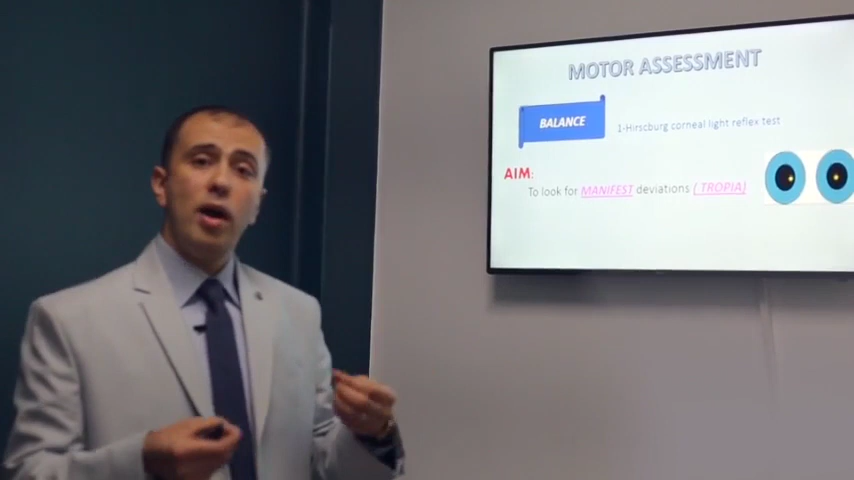 MOTOR ASSESSMENT
BALANCE
1-Hirscburg corneal light reflex test
AIM:
To look for MANIFEST deviations ( TROPIA)